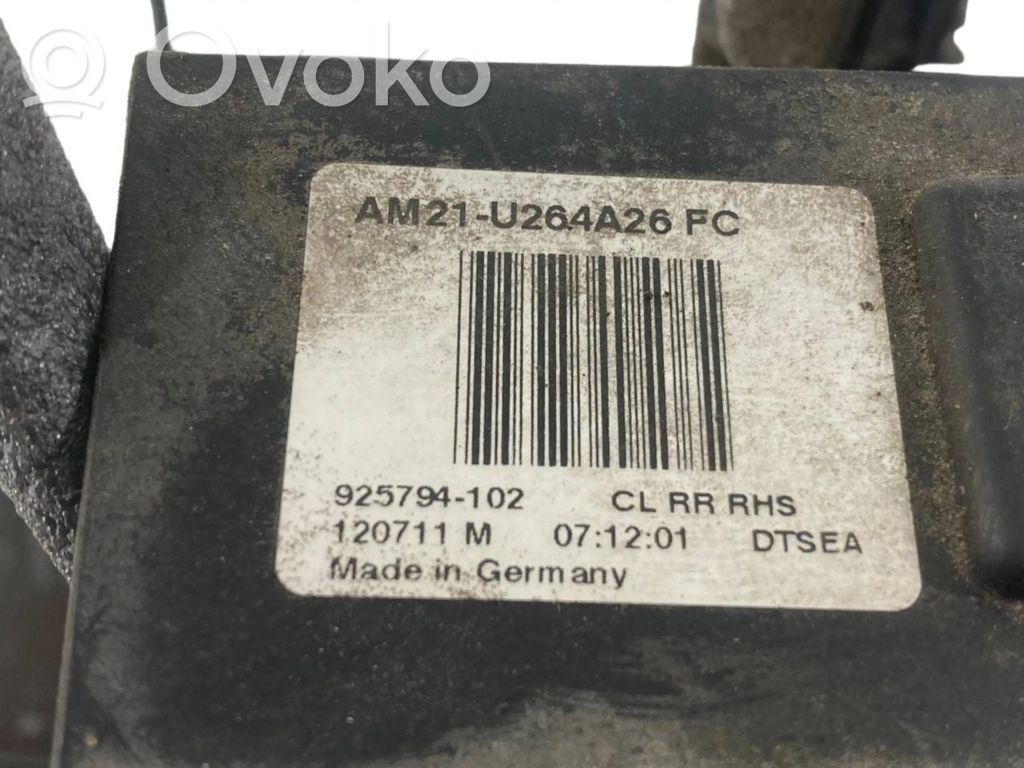 Ovoko
AM21-U264A26 FC
925794-102 CL RR RHS
120711 M 07:12:01 DTSEA
Made in Germany